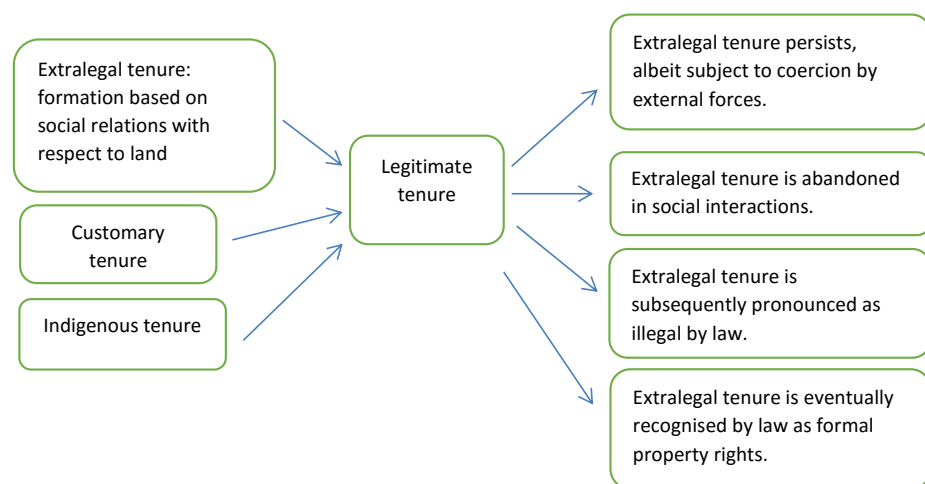 Extralegal tenure:
formation based on
social relations with
respect to land
Customary
tenure
Indigenous tenure
Legitimate
tenure
Extralegal tenure persists,
albeit subject to coercion by
external forces.
Extralegal tenure is abandoned
in social interactions.
Extralegal tenure is
subsequently pronounced as
illegal by law.
Extralegal tenure is eventually
recognised by law as formal
property rights.